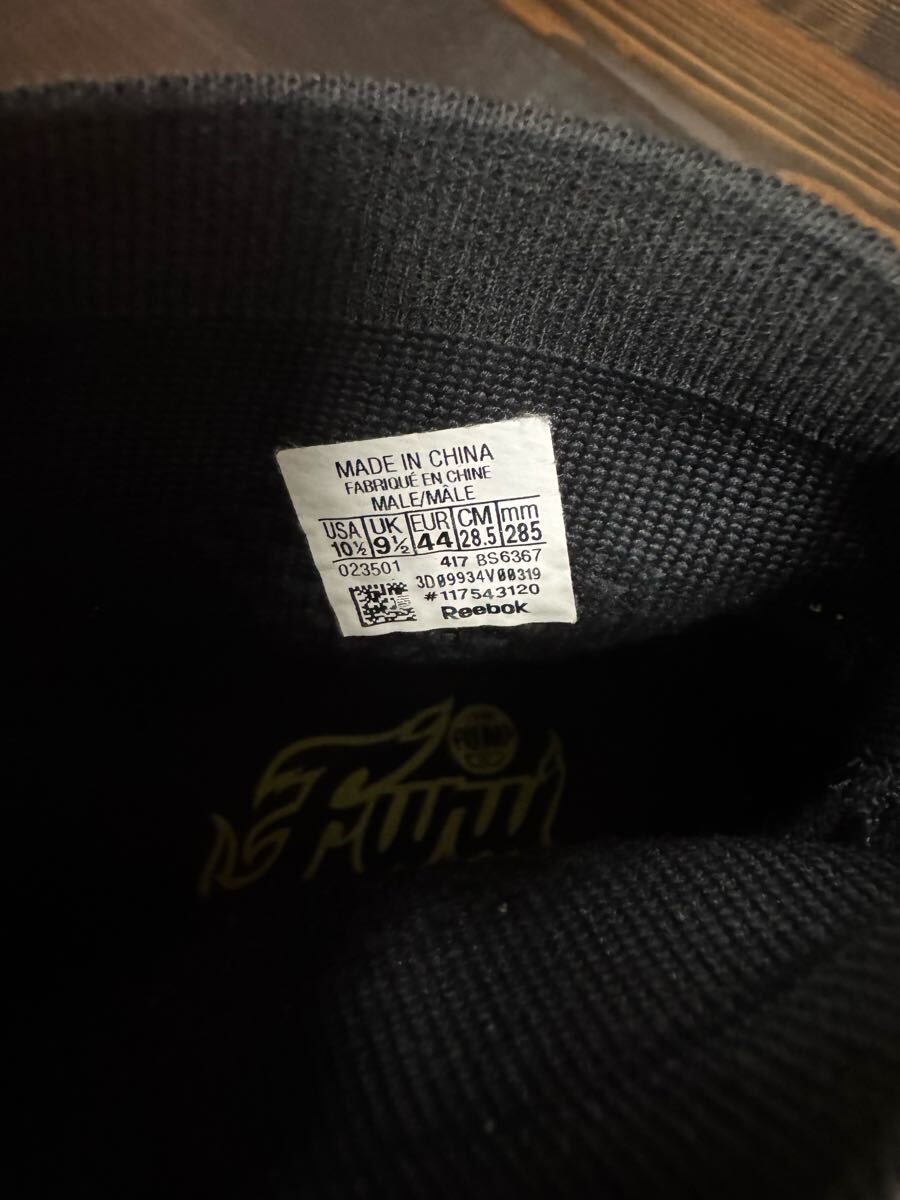 MADE IN CHINA
FABRIQUÉ EN CHINE
MALE/MÂLE
USA UK EUR CM mm
10½ 9½ 44 28.5 285
023501 417 BS6367
3D09934V00319
#117543120
Reebok
PUMP